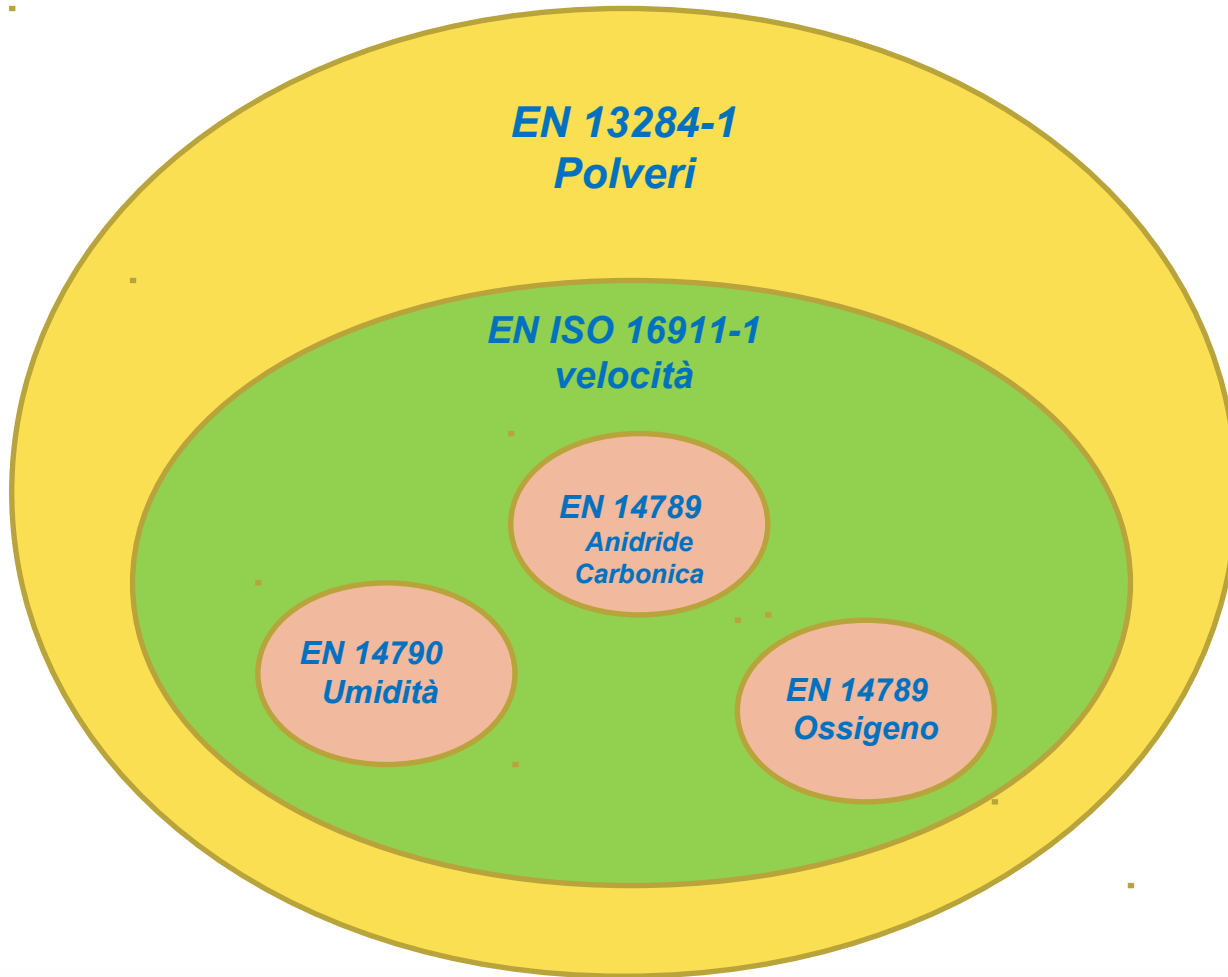 EN 13284-1
Polveri
EN ISO 16911-1
velocità
EN 14789
Anidride
Carbonica
EN 14790
Umidità
EN 14789
Ossigeno